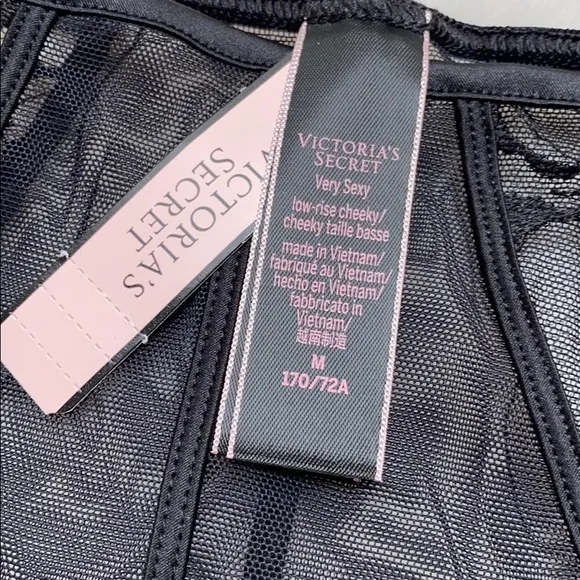 VICTORIA'S
SECRET
VICTORIA'S
SECRET
Very Sexy
low-rise cheeky/
cheeky taille basse
made in Vietnam/
fabriqué au Vietnam/
hecho en Vietnam/
fabbricato in
Vietnam/
越南制造
M
170/72A